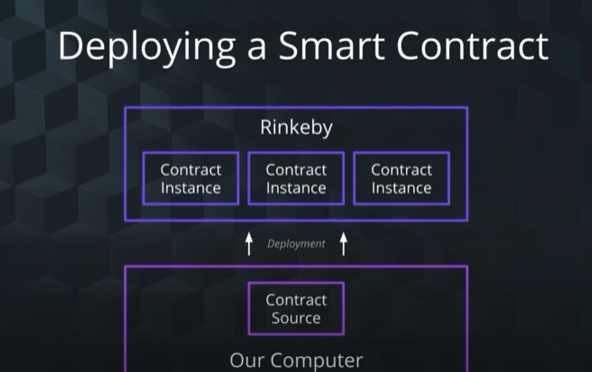 Deploying a Smart Contract
Rinkeby
Contract
Instance
Contract
Instance
Contract
Instance
Deployment
Contract
Source
Our Computer